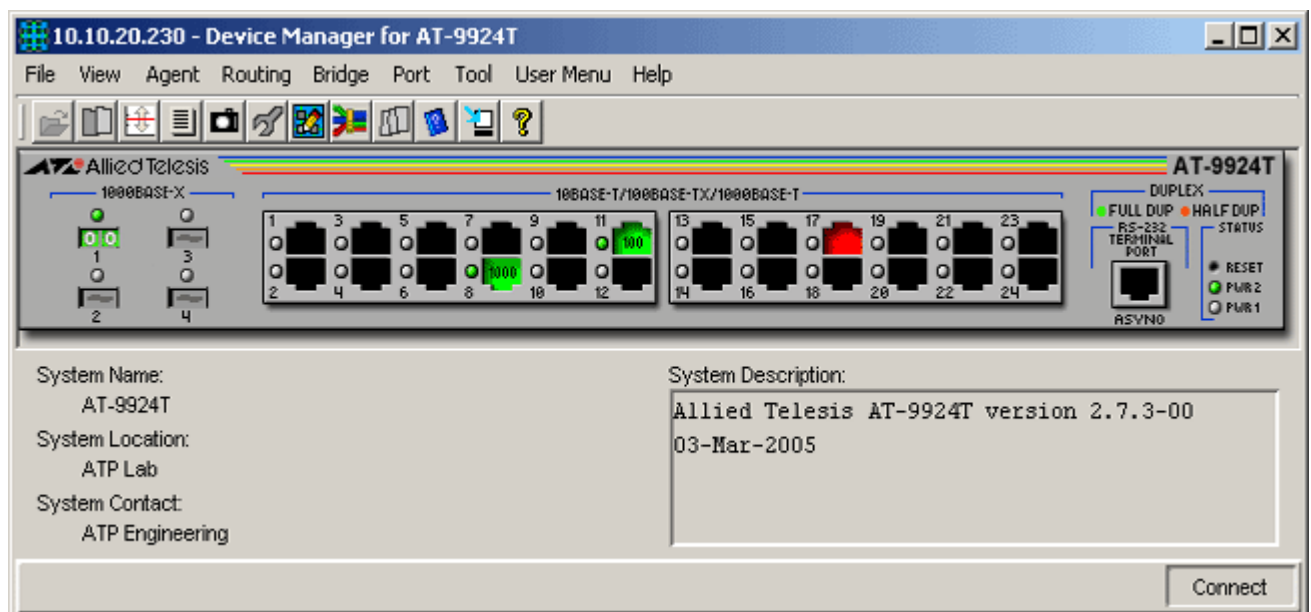 10.10.20.230 - Device Manager for AT-9924T
File View Agent Routing Bridge Port Tool User Menu Help
Allied Telesis
AT-9924T
1000BASE-X
10BASE-T/100BASE-TX/1000BASE-T
DUPLEX
FULL DUP HALF DUP
1 3
2 4
1 3 5 7 9 11 13 15 17 19 21 23
100
1000
2 4 6 8 10 12 14 16 18 20 22 24
RS-232
TERMINAL
PORT
ASYN0
STATUS
RESET
PWR2
PWR1
System Name:
AT-9924T
System Location:
ATP Lab
System Contact:
ATP Engineering
System Description:
Allied Telesis AT-9924T version 2.7.3-00
03-Mar-2005
Connect